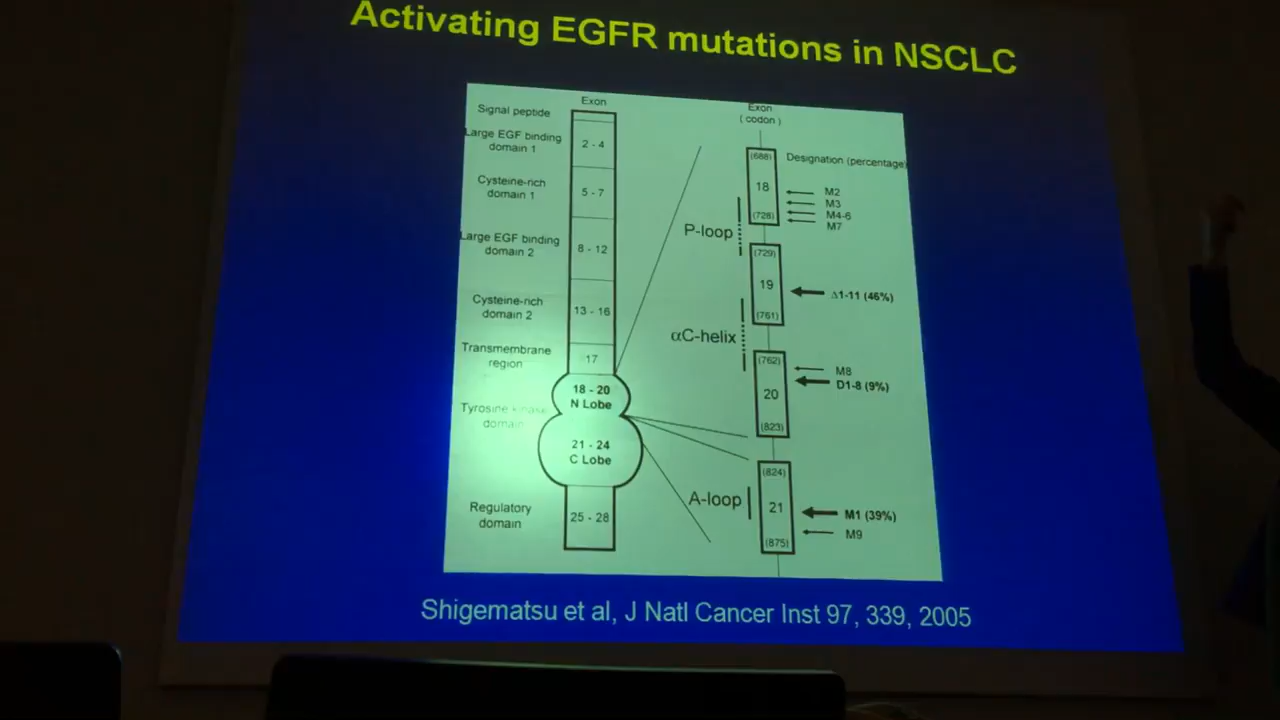 Activating EGFR mutations in NSCLC
Exon
Signal peptide
Large EGF binding
domain 1
2 - 4
Cysteine-rich
domain 1
5 - 7
Large EGF binding
domain 2
8 - 12
Cysteine-rich
domain 2
13 - 16
Transmembrane
region
17
18 - 20
N Lobe
Tyrosine kinase
domain
21 - 24
C Lobe
Regulatory
domain
25 - 28
Exon
( codon )
Designation (percentage)
(688)
18
(728)
M2
M3
M4-6
M7
P-loop
(729)
19
(761)
Δ1-11 (46%)
αC-helix
(762)
20
(823)
M8
D1-8 (9%)
(824)
A-loop
21
(875)
M1 (39%)
M9
Shigematsu et al, J Natl Cancer Inst 97, 339, 2005